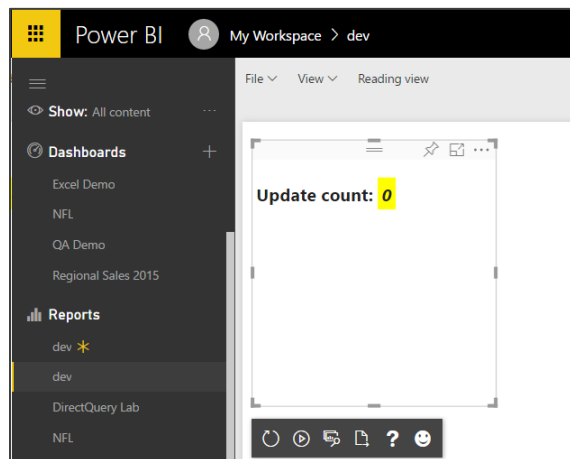 Power BI My Workspace > dev
File View Reading view
Show: All content ...
Dashboards +
Excel Demo
NFL
QA Demo
Regional Sales 2015
Reports
dev
dev
DirectQuery Lab
NFL
Update count: 0
?